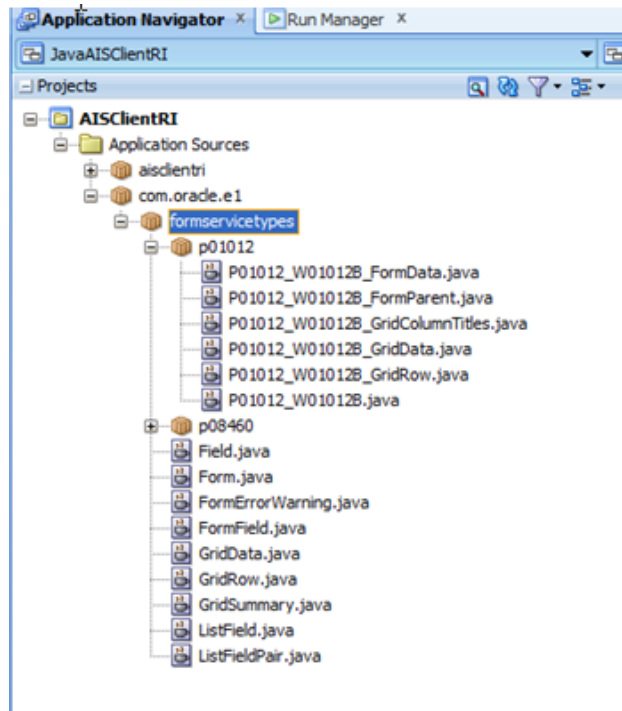 Application Navigator x Run Manager x
JavaAISClientRI
Projects
AISClientRI
Application Sources
aisclientri
com.oracle.e1
formservicetypes
p01012
P01012_W01012B_FormData.java
P01012_W01012B_FormParent.java
P01012_W01012B_GridColumnTitles.java
P01012_W01012B_GridData.java
P01012_W01012B_GridRow.java
P01012_W01012B.java
p08460
Field.java
Form.java
FormErrorWarning.java
FormField.java
GridData.java
GridRow.java
GridSummary.java
ListField.java
ListFieldPair.java